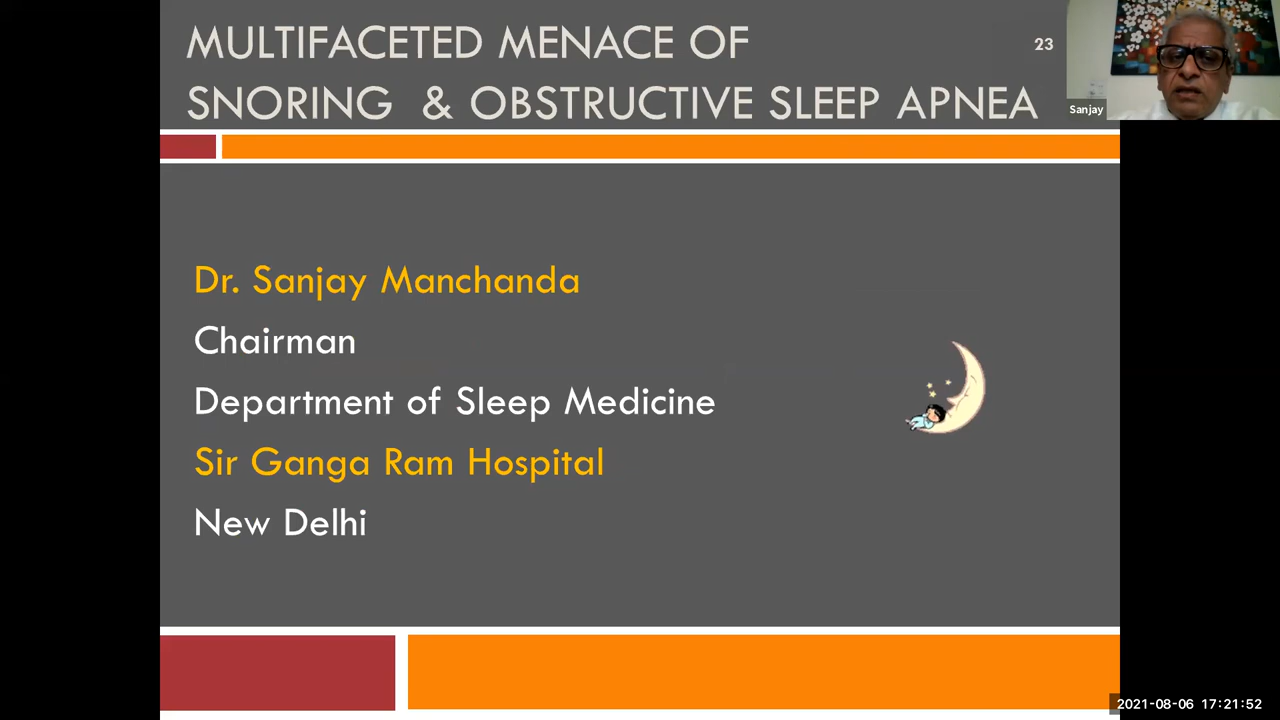 MULTIFACETED MENACE OF
SNORING & OBSTRUCTIVE SLEEP APNEA
23
Sanjay
Dr. Sanjay Manchanda
Chairman
Department of Sleep Medicine
Sir Ganga Ram Hospital
New Delhi
2021-08-06 17:21:52